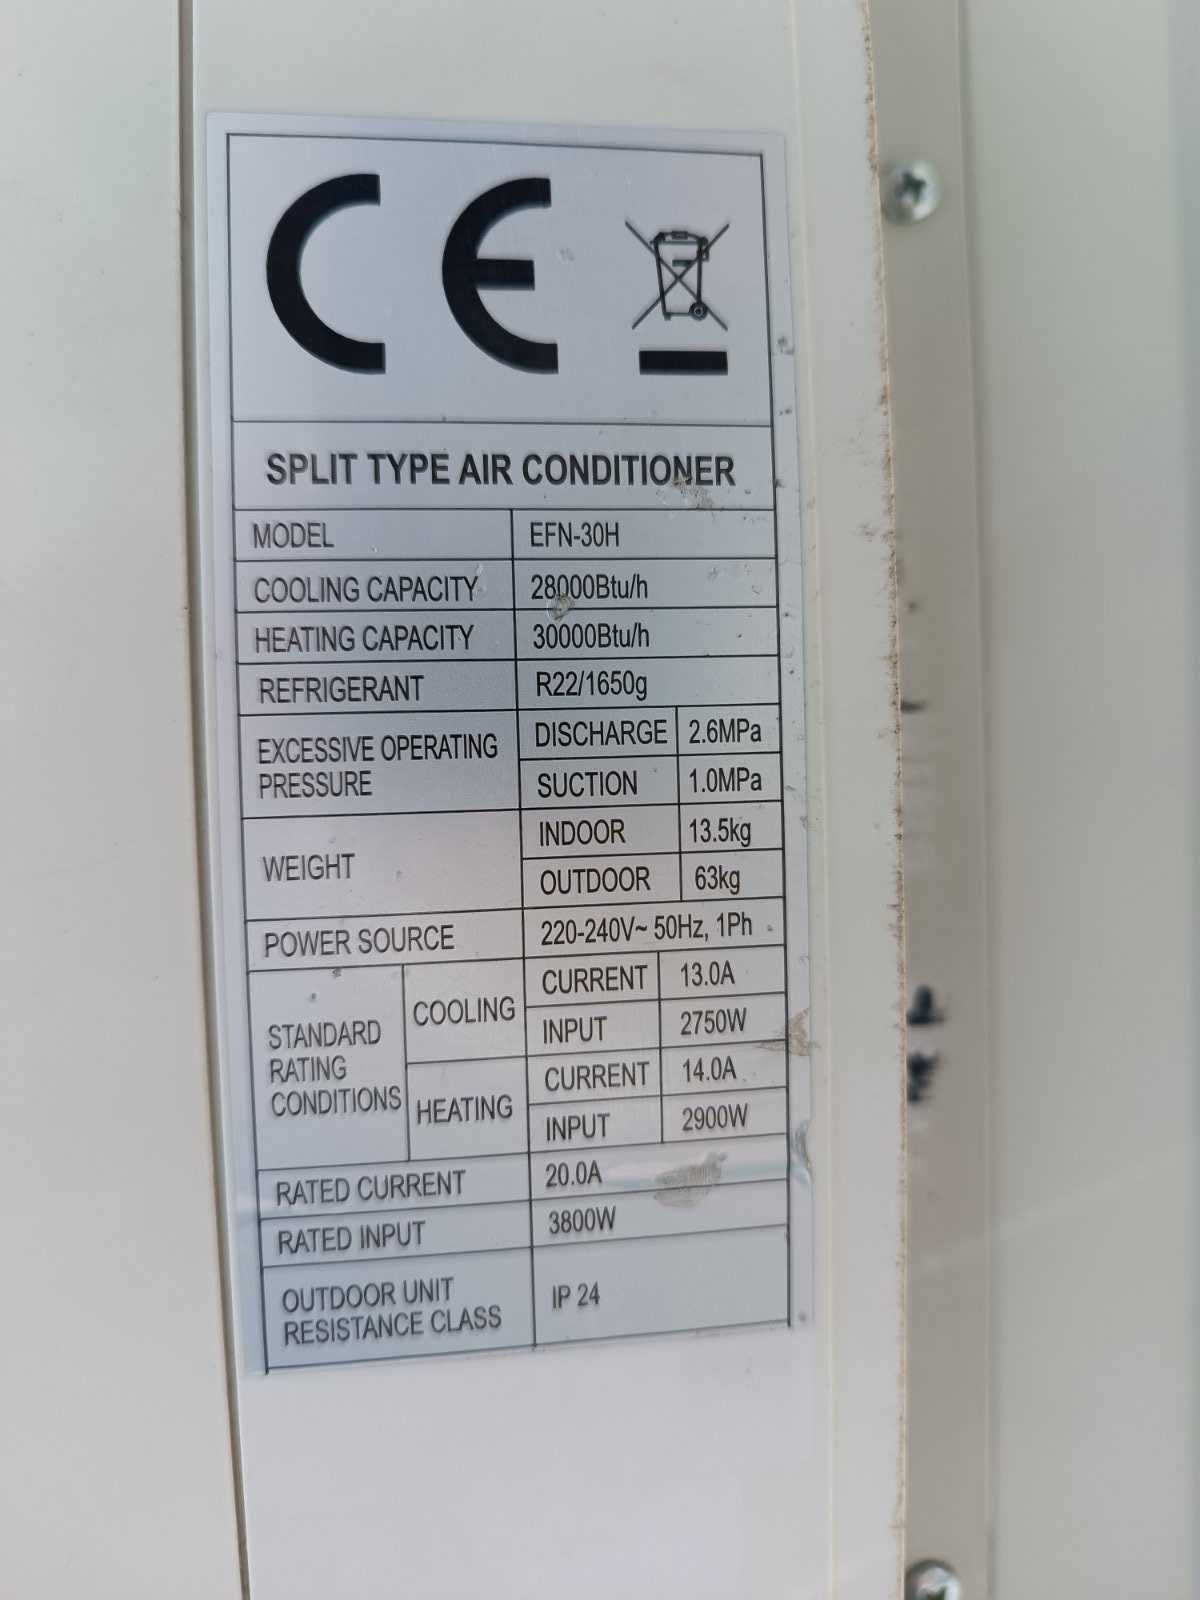 CE
SPLIT TYPE AIR CONDITIONER
MODEL EFN-30H
COOLING CAPACITY 28000Btu/h
HEATING CAPACITY 30000Btu/h
REFRIGERANT R22/1650g
EXCESSIVE OPERATING PRESSURE DISCHARGE 2.6MPa
SUCTION 1.0MPa
WEIGHT INDOOR 13.5kg
OUTDOOR 63kg
POWER SOURCE 220-240V~ 50Hz, 1Ph
STANDARD RATING CONDITIONS COOLING CURRENT 13.0A
INPUT 2750W
HEATING CURRENT 14.0A
INPUT 2900W
RATED CURRENT 20.0A
RATED INPUT 3800W
OUTDOOR UNIT RESISTANCE CLASS IP 24